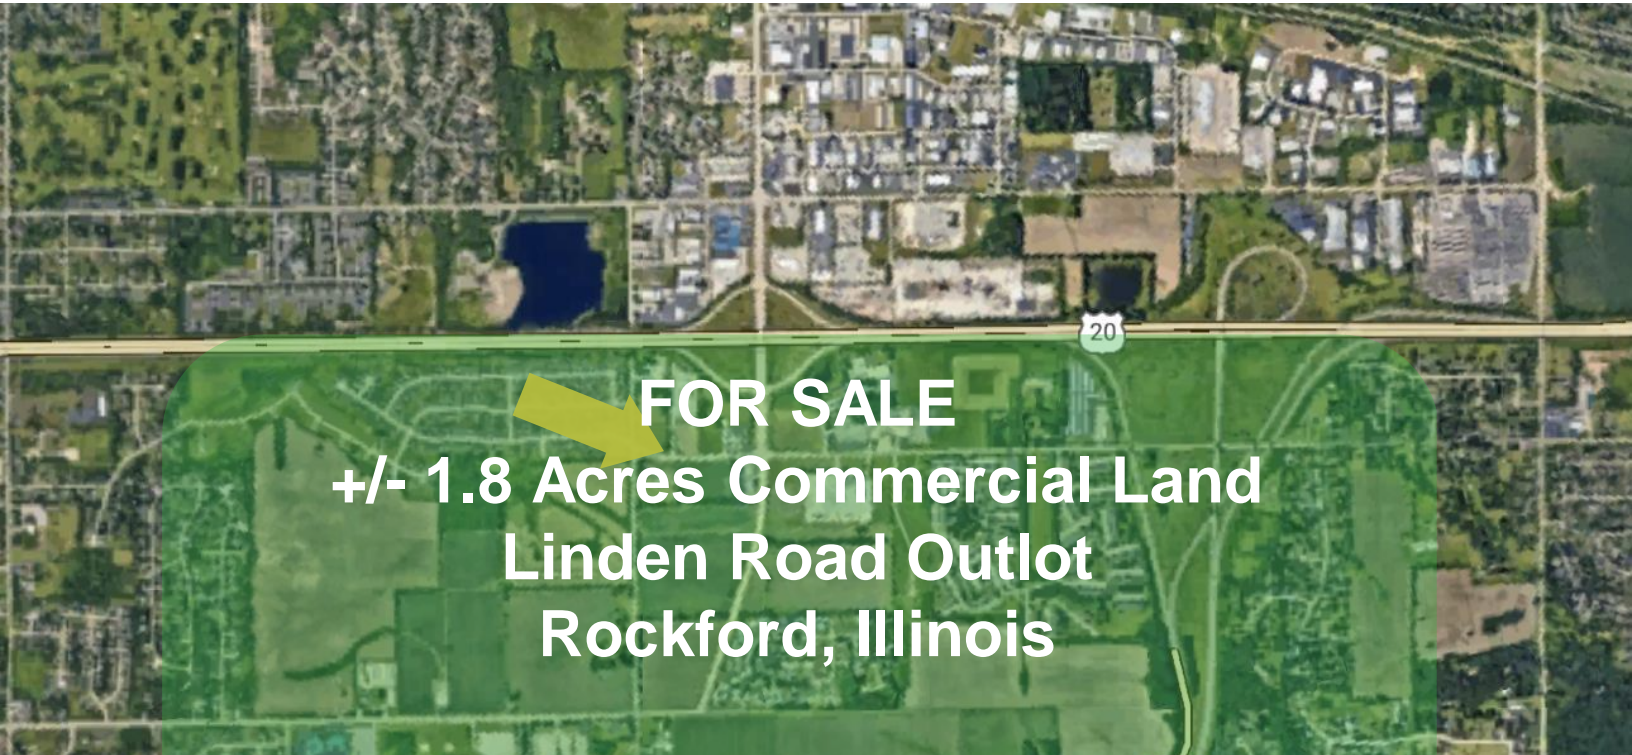 20
FOR SALE
+/- 1.8 Acres Commercial Land
Linden Road Outlot
Rockford, Illinois